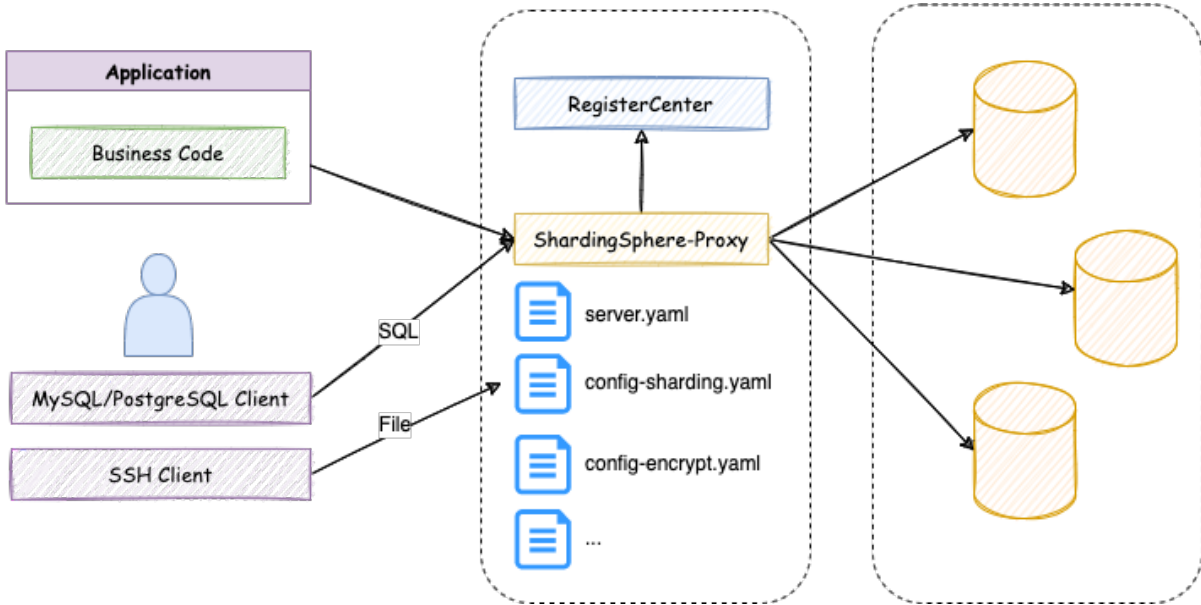 Application
Business Code
MySQL/PostgreSQL Client
SSH Client
SQL
File
RegisterCenter
ShardingSphere-Proxy
server.yaml
config-sharding.yaml
config-encrypt.yaml
...